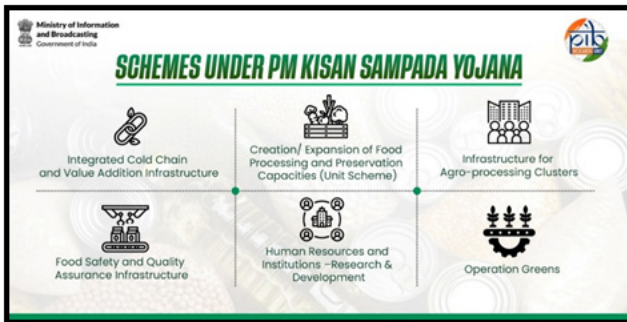 Ministry of Information
and Broadcasting
Government of India
pib
RESEARCH UNIT
SCHEMES UNDER PM KISAN SAMPADA YOJANA
Integrated Cold Chain
and Value Addition Infrastructure
Creation/ Expansion of Food
Processing and Preservation
Capacities (Unit Scheme)
Infrastructure for
Agro-processing Clusters
Food Safety and Quality
Assurance Infrastructure
Human Resources and
Institutions –Research &
Development
Operation Greens